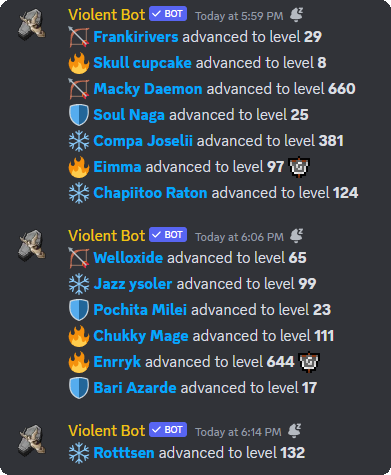 Violent Bot ✓ BOT Today at 5:59 PM
Frankirivers advanced to level 29
Skull cupcake advanced to level 8
Macky Daemon advanced to level 660
Soul Naga advanced to level 25
Compa Joselii advanced to level 381
Eimma advanced to level 97
Chapiitoo Raton advanced to level 124
Violent Bot ✓ BOT Today at 6:06 PM
Welloxide advanced to level 65
Jazz ysoler advanced to level 99
Pochita Milei advanced to level 23
Chukky Mage advanced to level 111
Enrryk advanced to level 644
Bari Azarde advanced to level 17
Violent Bot ✓ BOT Today at 6:14 PM
Rotttsen advanced to level 132